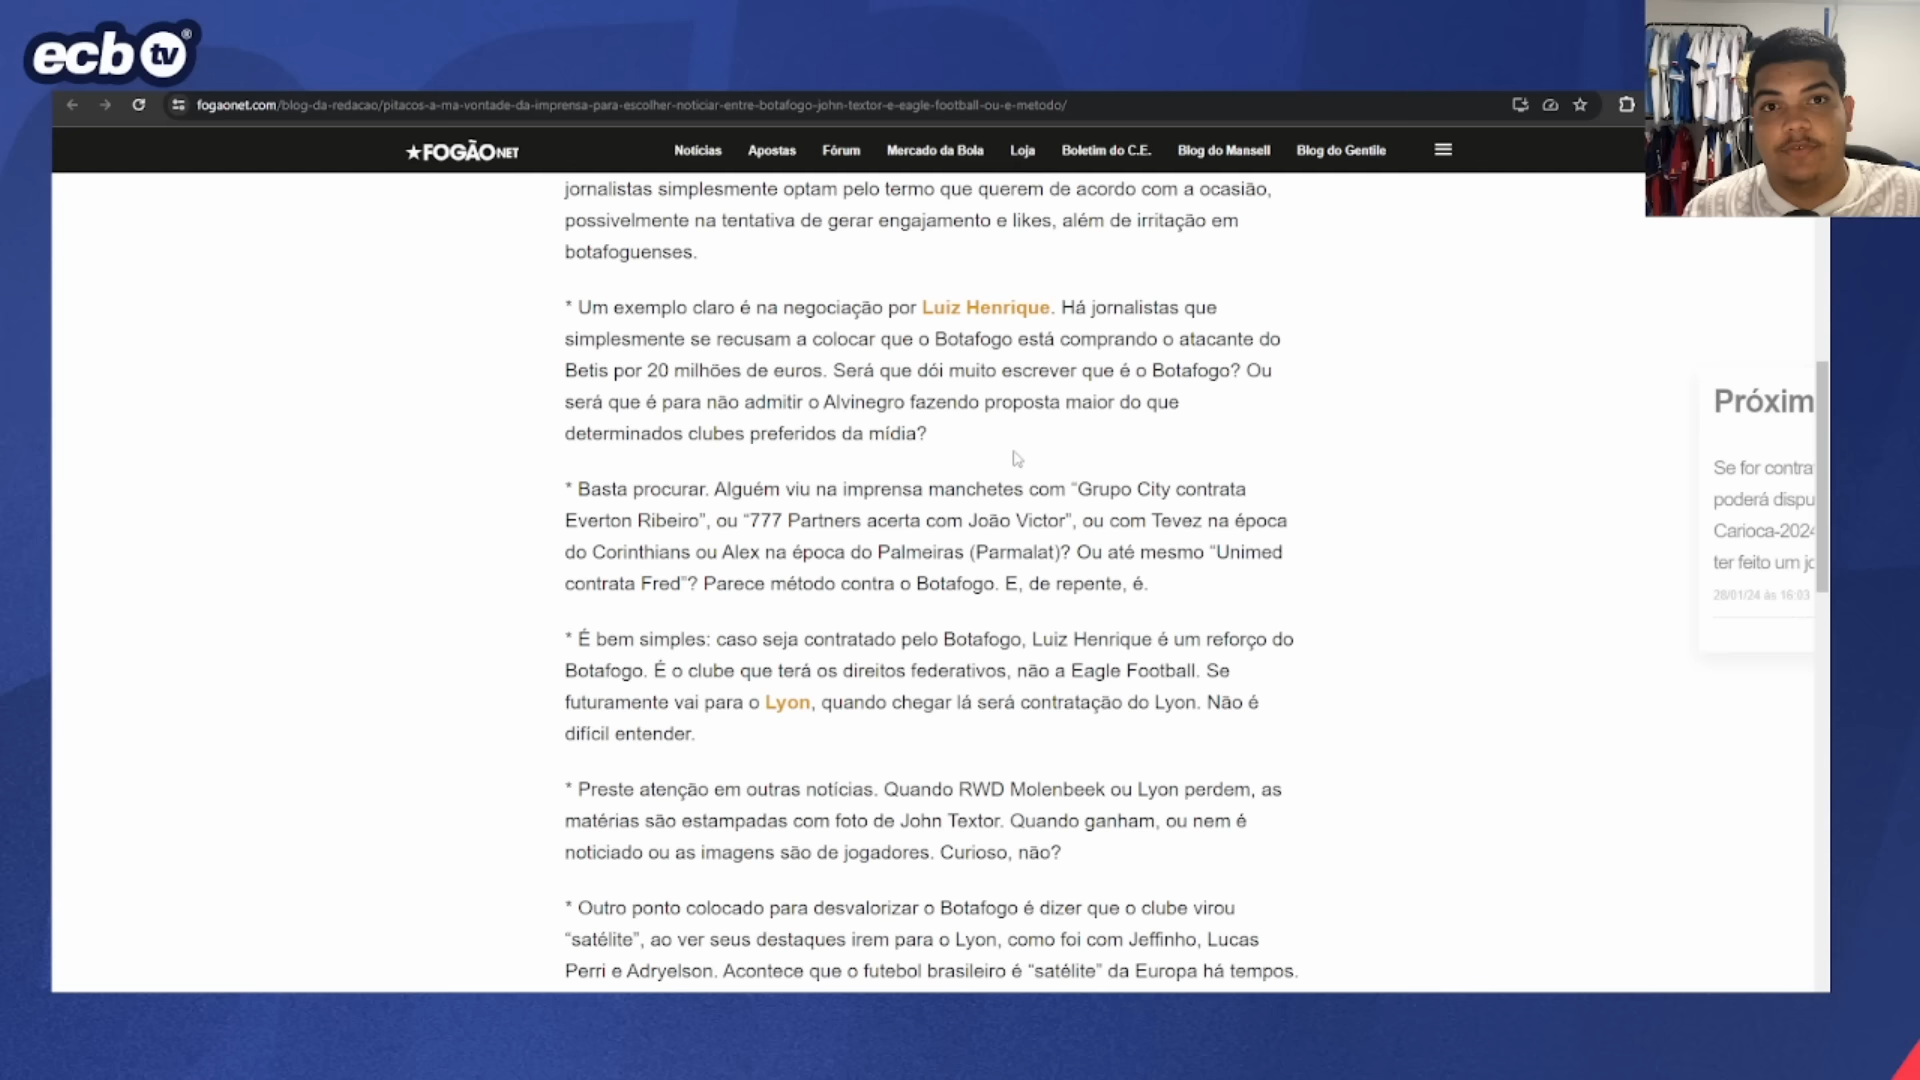 ecb tv®
fogaonet.com/blog-da-redacao/pitacos-a-ma-vontade-da-imprensa-para-escolher-noticiar-entre-botafogo-john-textor-e-eagle-football-ou-e-metodo/
★FOGÃONET
Notícias Apostas Fórum Mercado da Bola Loja Boletim do C.E. Blog do Mansell Blog do Gentile
jornalistas simplesmente optam pelo termo que querem de acordo com a ocasião,
possivelmente na tentativa de gerar engajamento e likes, além de irritação em
botafoguenses.
* Um exemplo claro é na negociação por Luiz Henrique. Há jornalistas que
simplesmente se recusam a colocar que o Botafogo está comprando o atacante do
Betis por 20 milhões de euros. Será que dói muito escrever que é o Botafogo? Ou
será que é para não admitir o Alvinegro fazendo proposta maior do que
determinados clubes preferidos da mídia?
* Basta procurar. Alguém viu na imprensa manchetes com “Grupo City contrata
Everton Ribeiro”, ou “777 Partners acerta com João Victor”, ou com Tevez na época
do Corinthians ou Alex na época do Palmeiras (Parmalat)? Ou até mesmo “Unimed
contrata Fred”? Parece método contra o Botafogo. E, de repente, é.
* É bem simples: caso seja contratado pelo Botafogo, Luiz Henrique é um reforço do
Botafogo. É o clube que terá os direitos federativos, não a Eagle Football. Se
futuramente vai para o Lyon, quando chegar lá será contratação do Lyon. Não é
difícil entender.
* Preste atenção em outras notícias. Quando RWD Molenbeek ou Lyon perdem, as
matérias são estampadas com foto de John Textor. Quando ganham, ou nem é
noticiado ou as imagens são de jogadores. Curioso, não?
* Outro ponto colocado para desvalorizar o Botafogo é dizer que o clube virou
“satélite”, ao ver seus destaques irem para o Lyon, como foi com Jeffinho, Lucas
Perri e Adryelson. Acontece que o futebol brasileiro é “satélite” da Europa há tempos.
Próxim
Se for contra
poderá dispu
Carioca-2024
ter feito um jo
28/01/24 às 16:03